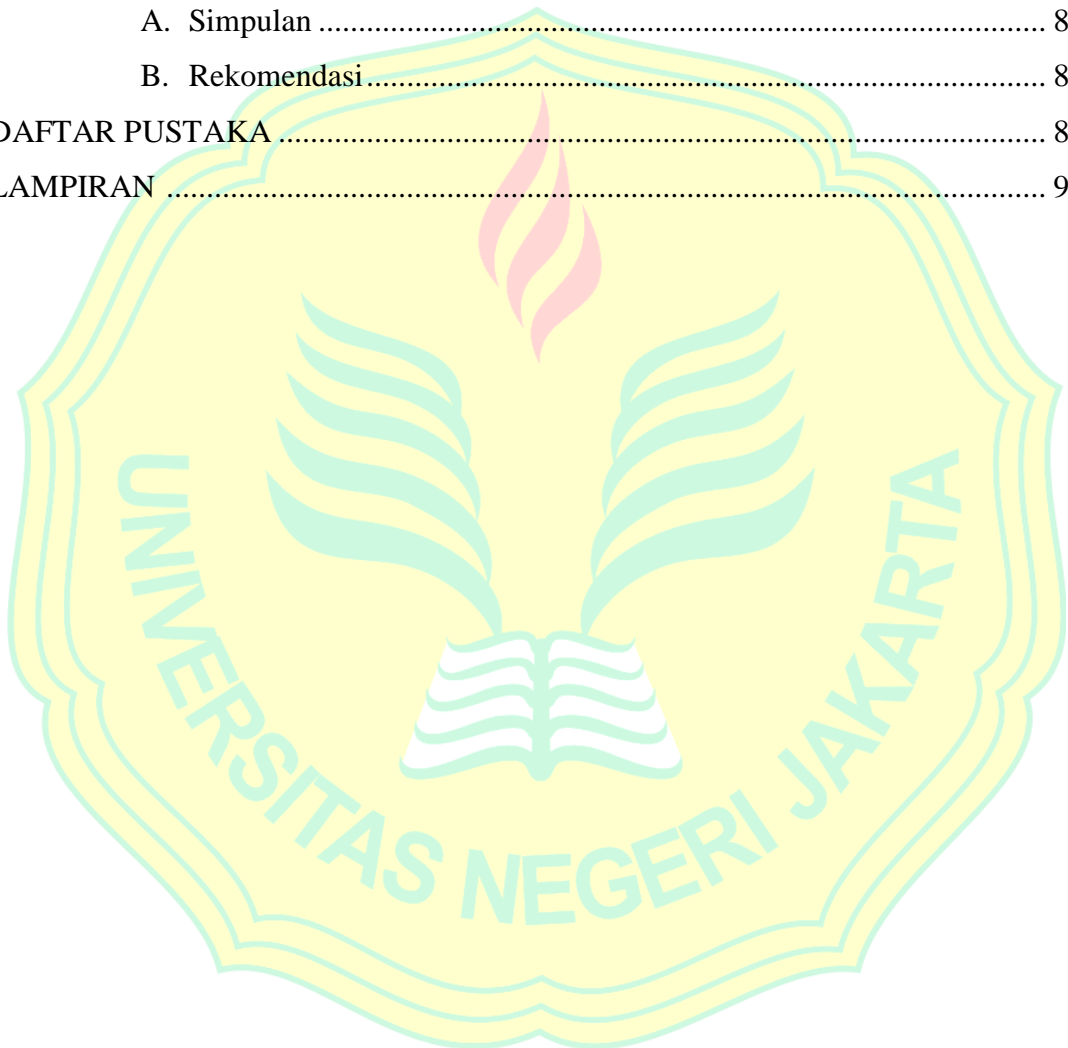 A. Simpulan ........................................................................................... 8
B. Rekomendasi ..................................................................................... 8
DAFTAR PUSTAKA ................................................................................................ 8
LAMPIRAN .............................................................................................................. 9
UNIVERSITAS NEGERI JAKARTA